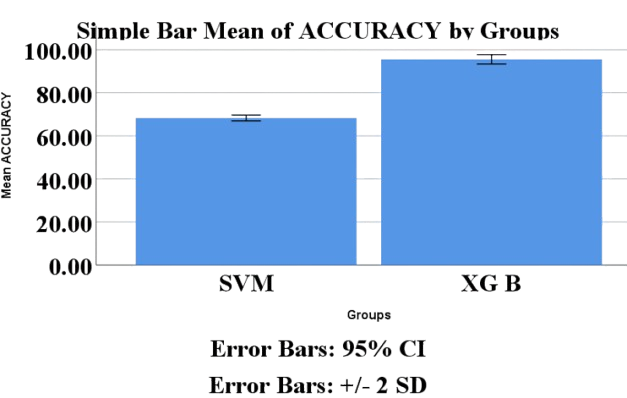 Simple Bar Mean of ACCURACY by Groups
100.00
80.00
60.00
40.00
20.00
0.00
Mean ACCURACY
SVM
XG B
Groups
Error Bars: 95% CI
Error Bars: +/- 2 SD